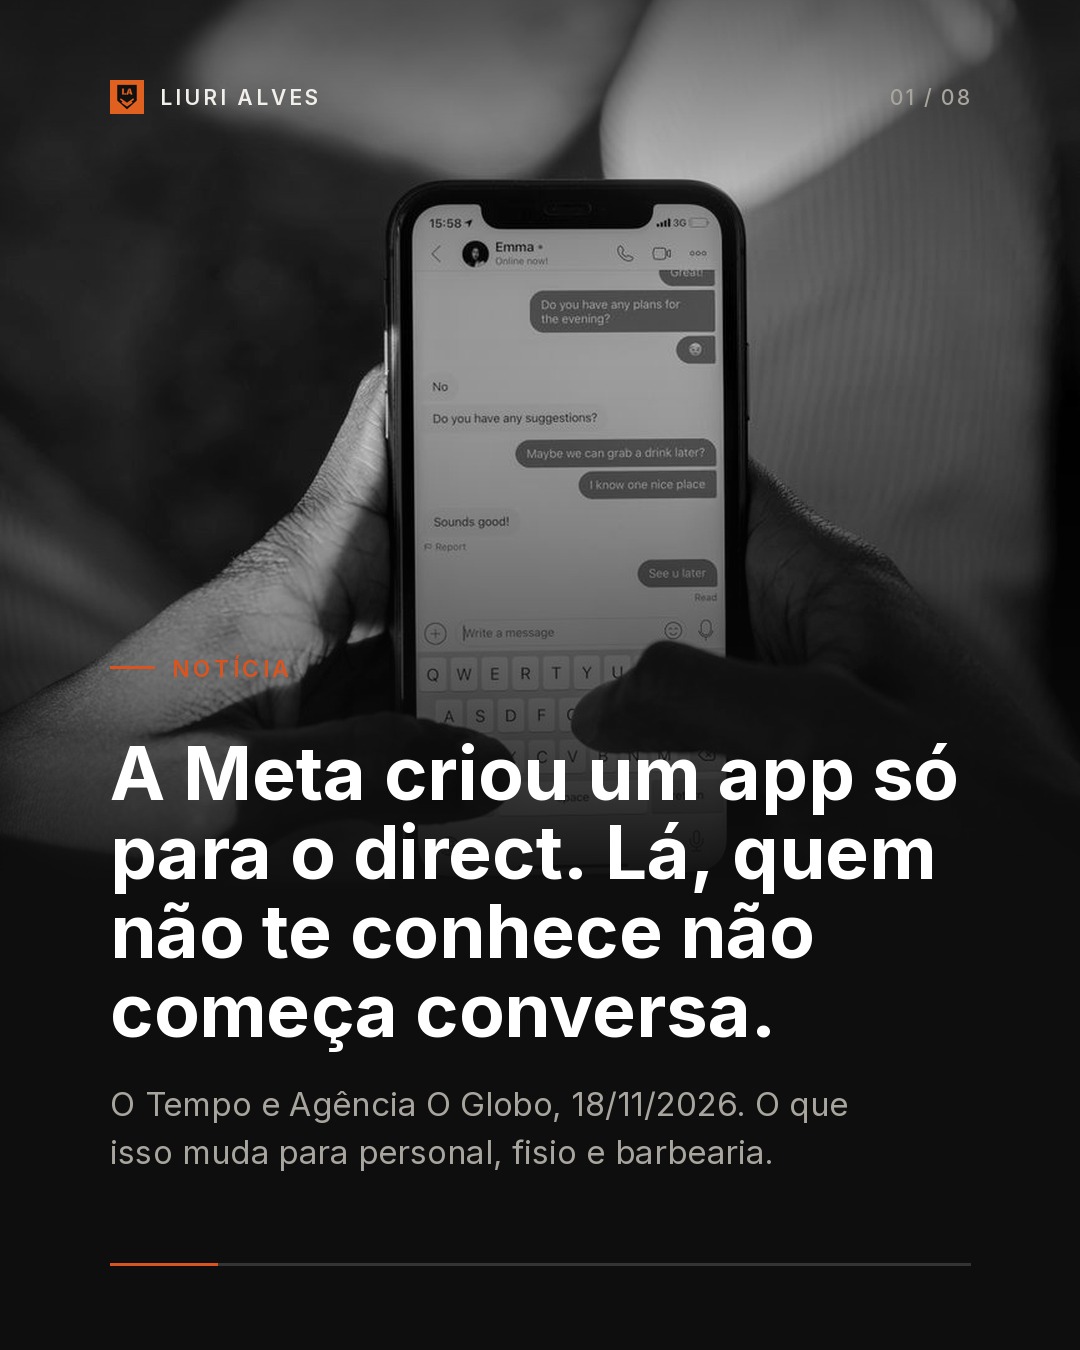 LA
LIURI ALVES
01 / 08
15:58
3G
Emma
Online now!
Great!
Do you have any plans for
the evening?
No
Do you have any suggestions?
Maybe we can grab a drink later?
I know one nice place
Sounds good!
Report
See u later
Read
Write a message
Q W E R T Y U
A S D F
C V B N M
NOTÍCIA
A Meta criou um app só
para o direct. Lá, quem
não te conhece não
começa conversa.
O Tempo e Agência O Globo, 18/11/2026. O que
isso muda para personal, fisio e barbearia.